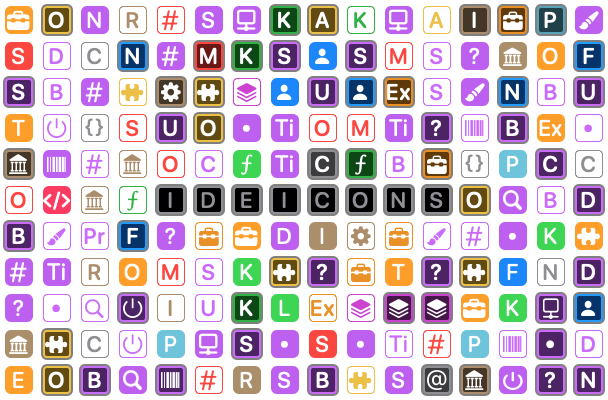 O N R # S K A K A I P
S D C N # M K S S M S ? O F
S B # U Ex S N B U
T {} S U O • Ti O M Ti ? B Ex •
# O C f Ti C f B {} P C C
O </> f I D E I C O N S O B D
B Pr F ? D I # • K
# Ti R O M S K ? T ? F N D
? • I U K L Ex K
C P S • S • Ti # P • D
E O B # R S B S @ ? N